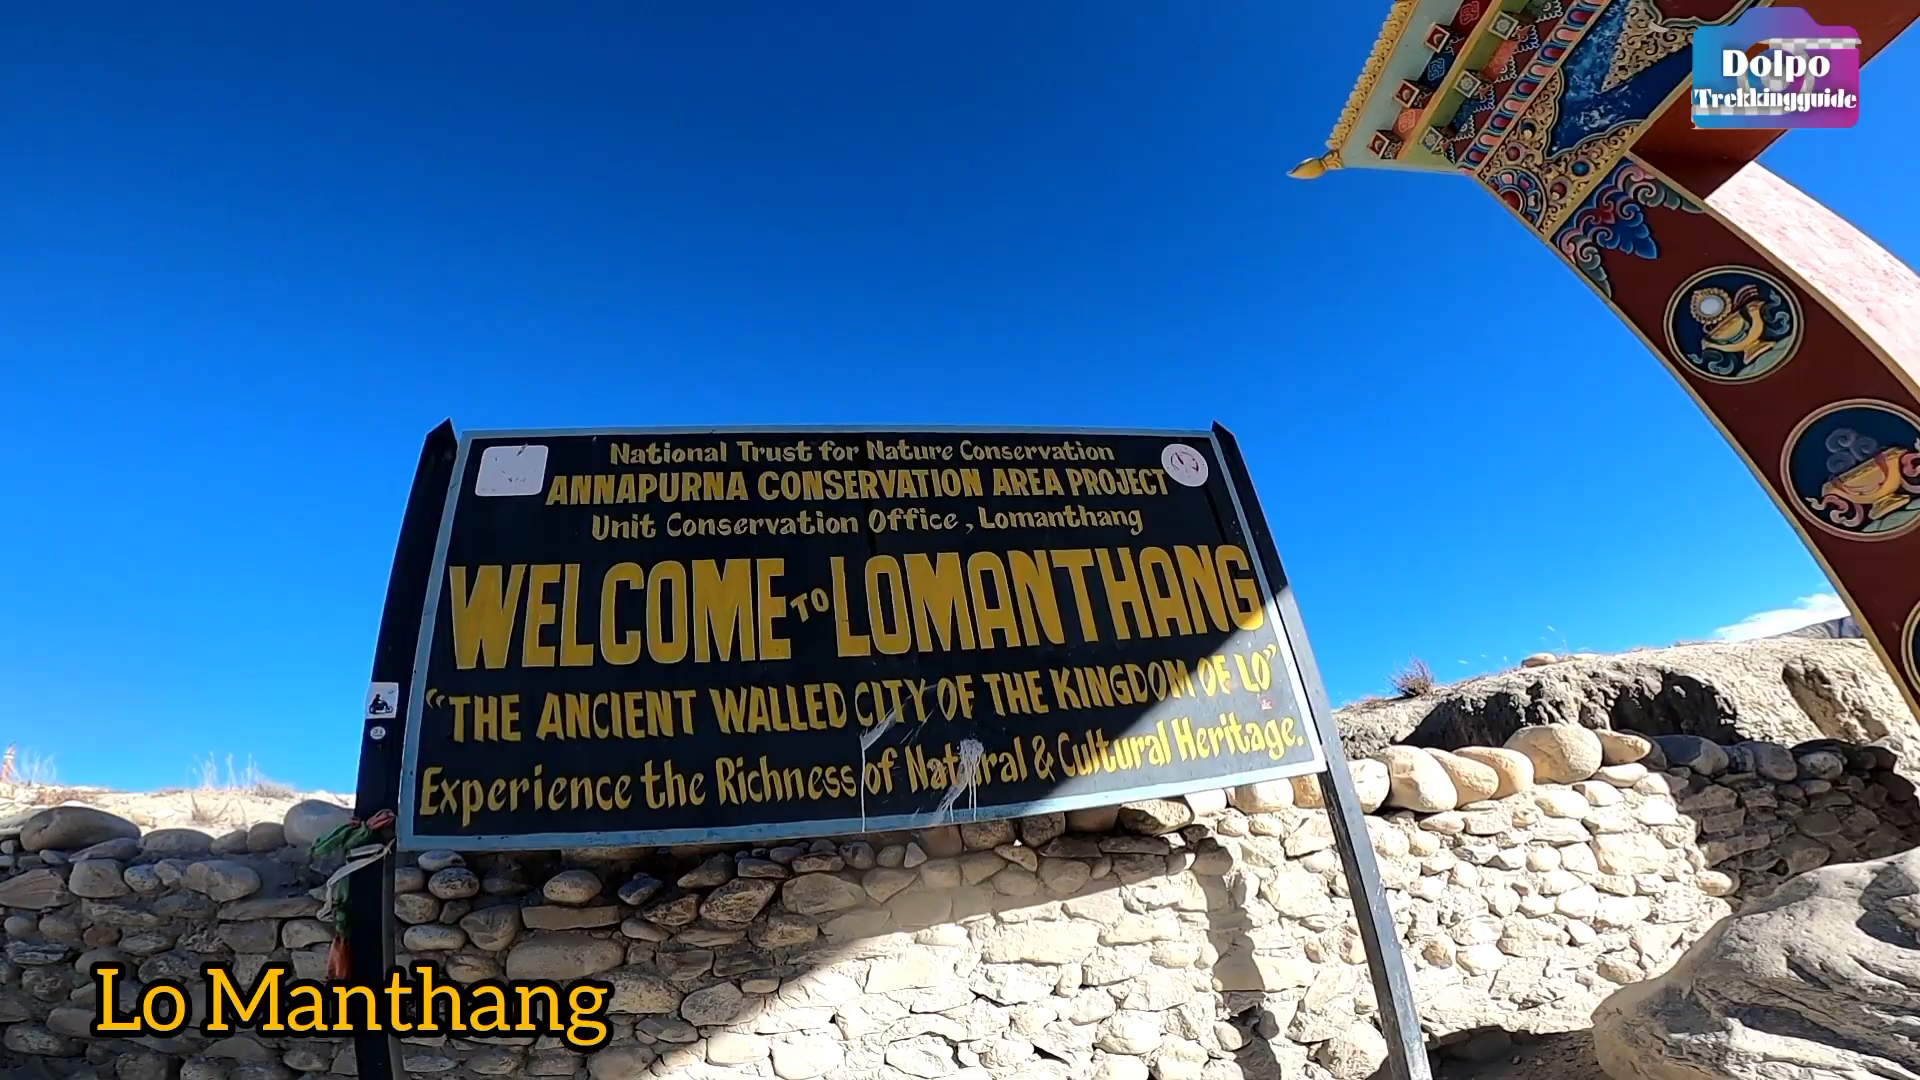 Dolpo
Trekkingguide
National Trust for Nature Conservation
ANNAPURNA CONSERVATION AREA PROJECT
Unit Conservation Office, Lomanthang
WELCOME TO LOMANTHANG
"THE ANCIENT WALLED CITY OF THE KINGDOM OF LO"
Experience the Richness of Natural & Cultural Heritage.
Lo Manthang